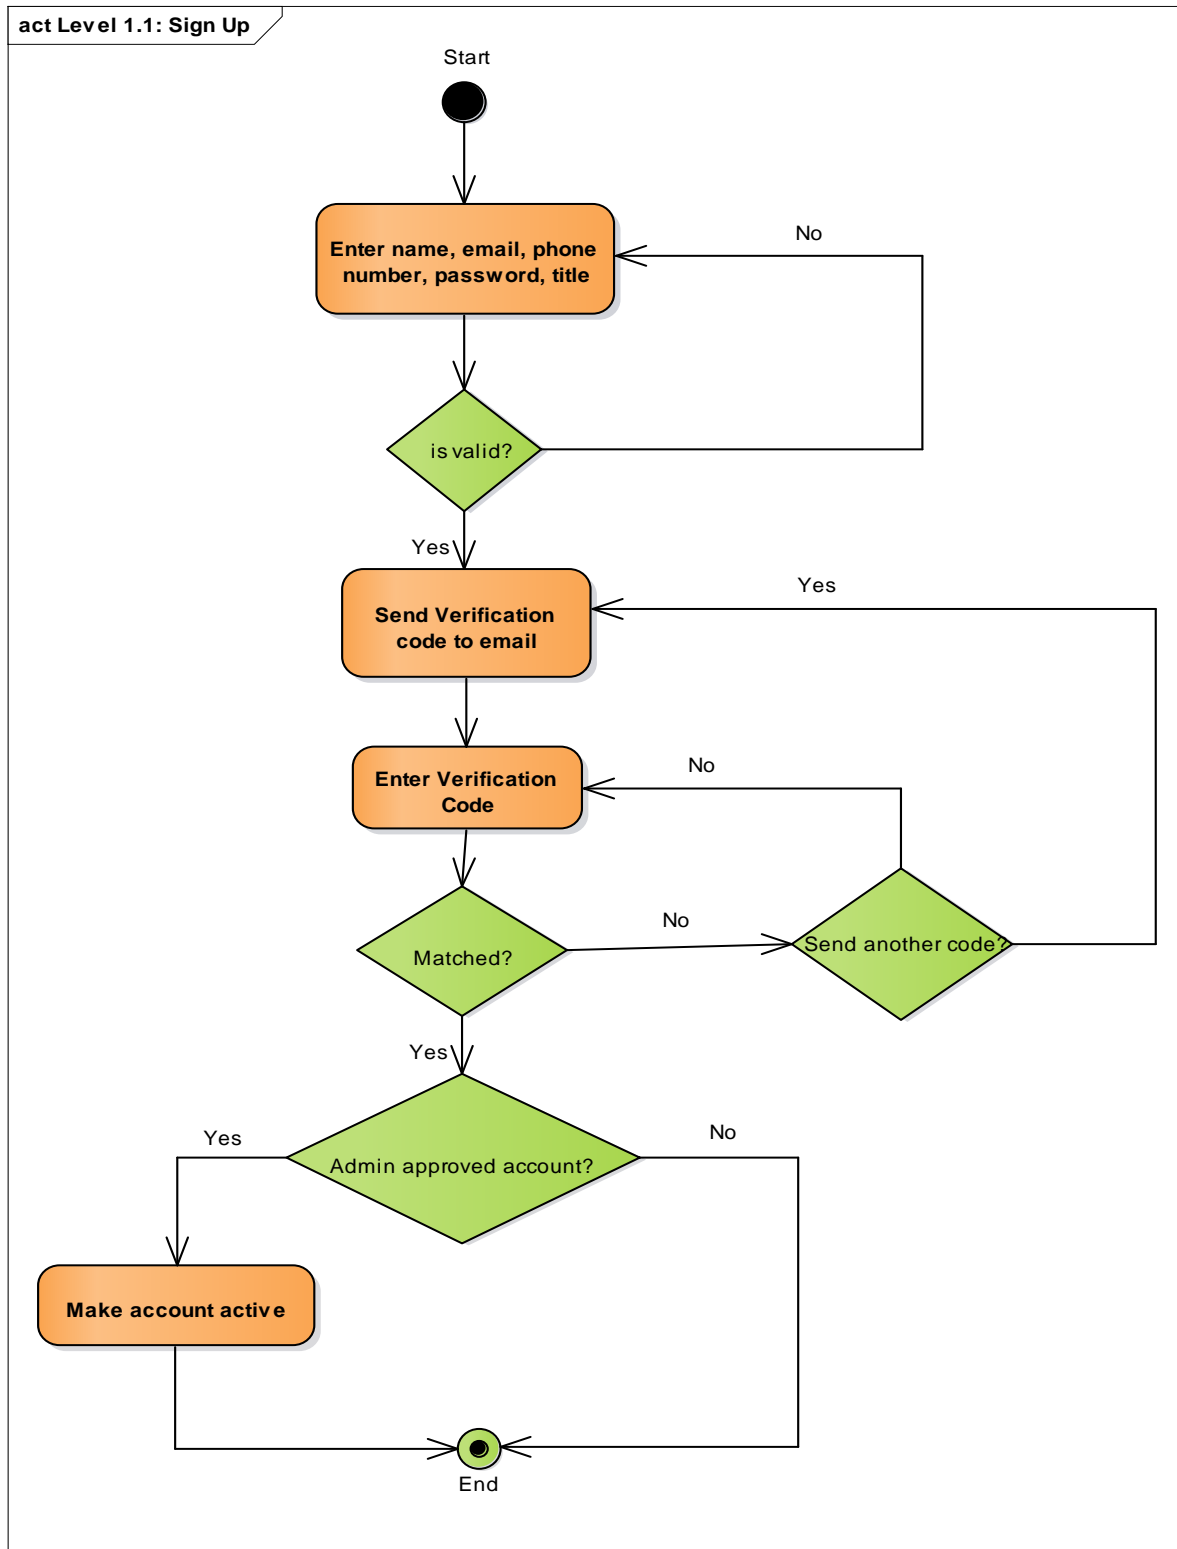 act Level 1.1: Sign Up
Start
Enter name, email, phone
number, password, title
No
is valid?
Yes
Send Verification
code to email
Yes
Enter Verification
Code
No
Matched?
No
Send another code?
Yes
Admin approved account?
Yes
No
Make account active
End